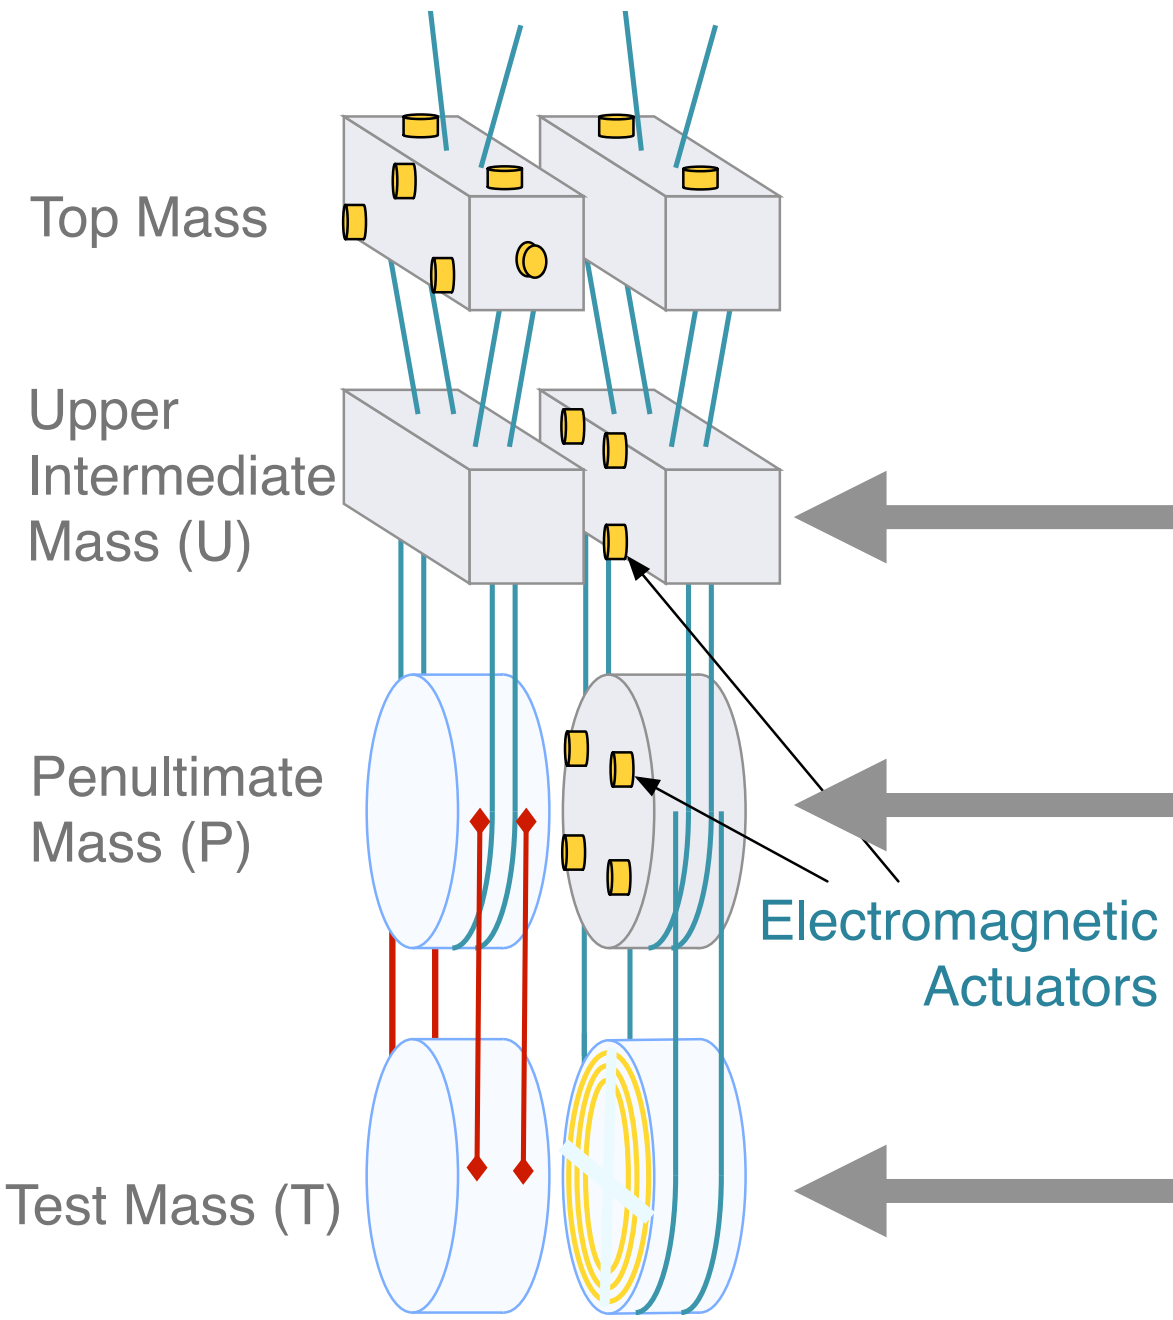 Top Mass
Upper
Intermediate
Mass (U)
Penultimate
Mass (P)
Electromagnetic
Actuators
Test Mass (T)